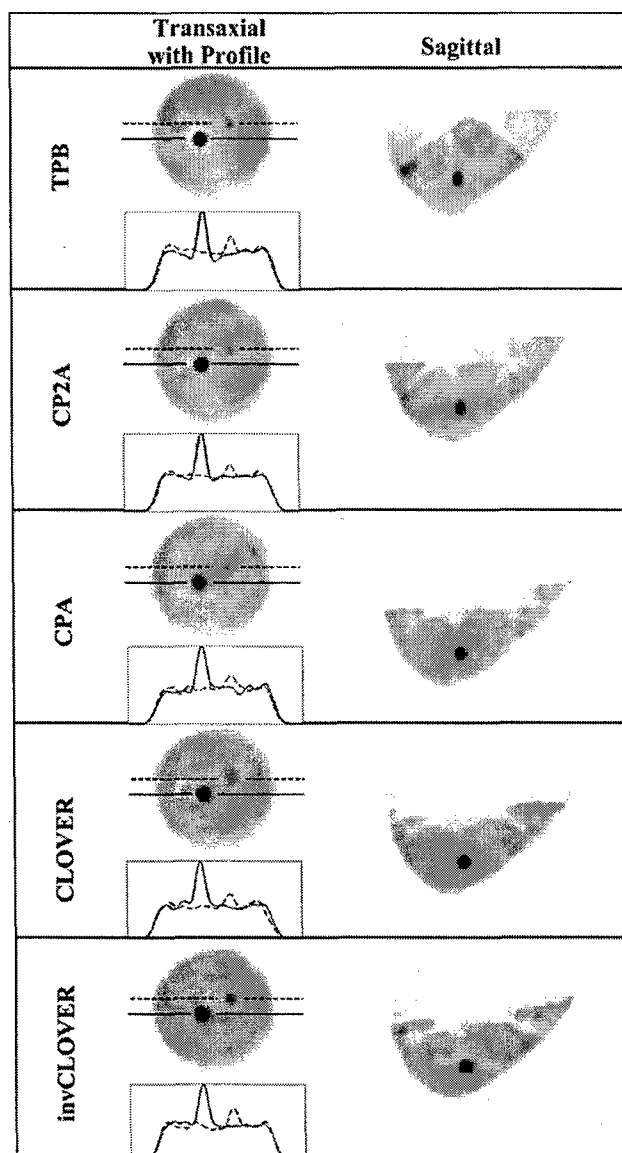 Transaxial
with Profile
Sagittal
TPB
CP2A
CPA
CLOVER
invCLOVER